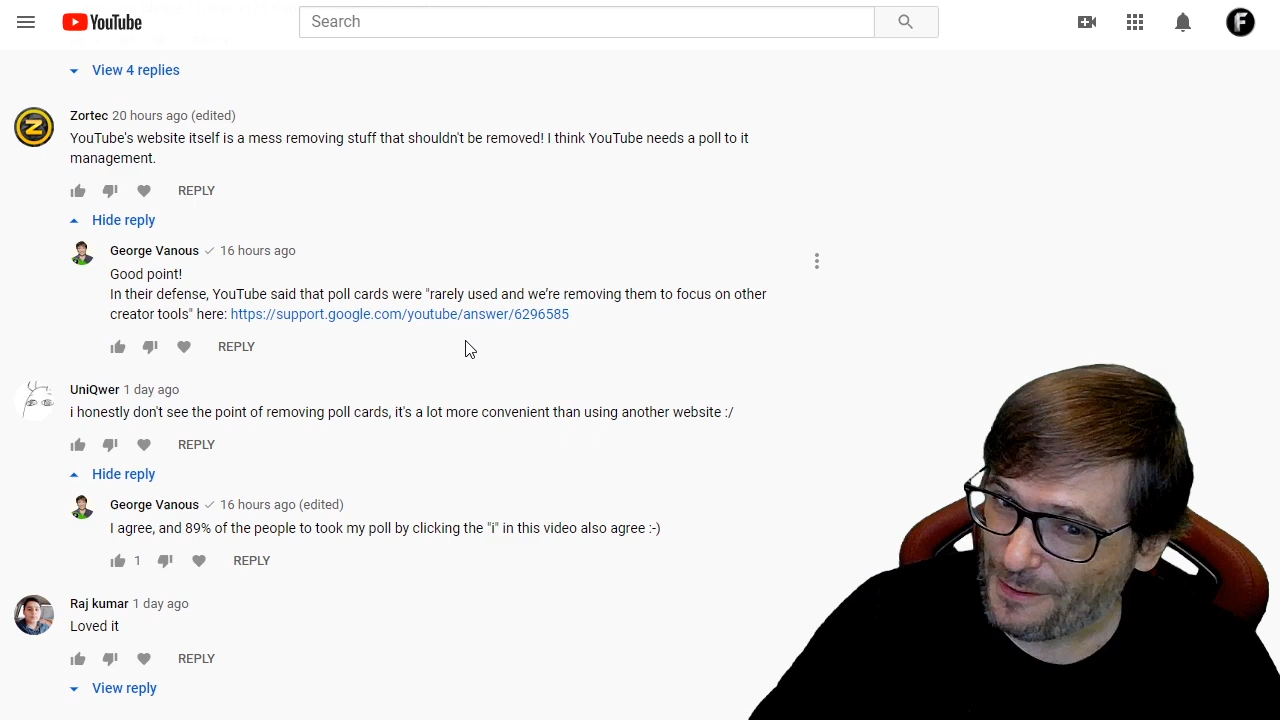 YouTube
Search
F
View 4 replies
Z
Zortec 20 hours ago (edited)
YouTube's website itself is a mess removing stuff that shouldn't be removed! I think YouTube needs a poll to it
management.
REPLY
Hide reply
George Vanous 16 hours ago
Good point!
In their defense, YouTube said that poll cards were "rarely used and we’re removing them to focus on other
creator tools" here: https://support.google.com/youtube/answer/6296585
REPLY
UniQwer 1 day ago
i honestly don't see the point of removing poll cards, it's a lot more convenient than using another website :/
REPLY
Hide reply
George Vanous 16 hours ago (edited)
I agree, and 89% of the people to took my poll by clicking the "i" in this video also agree :-)
1 REPLY
Raj kumar 1 day ago
Loved it
REPLY
View reply